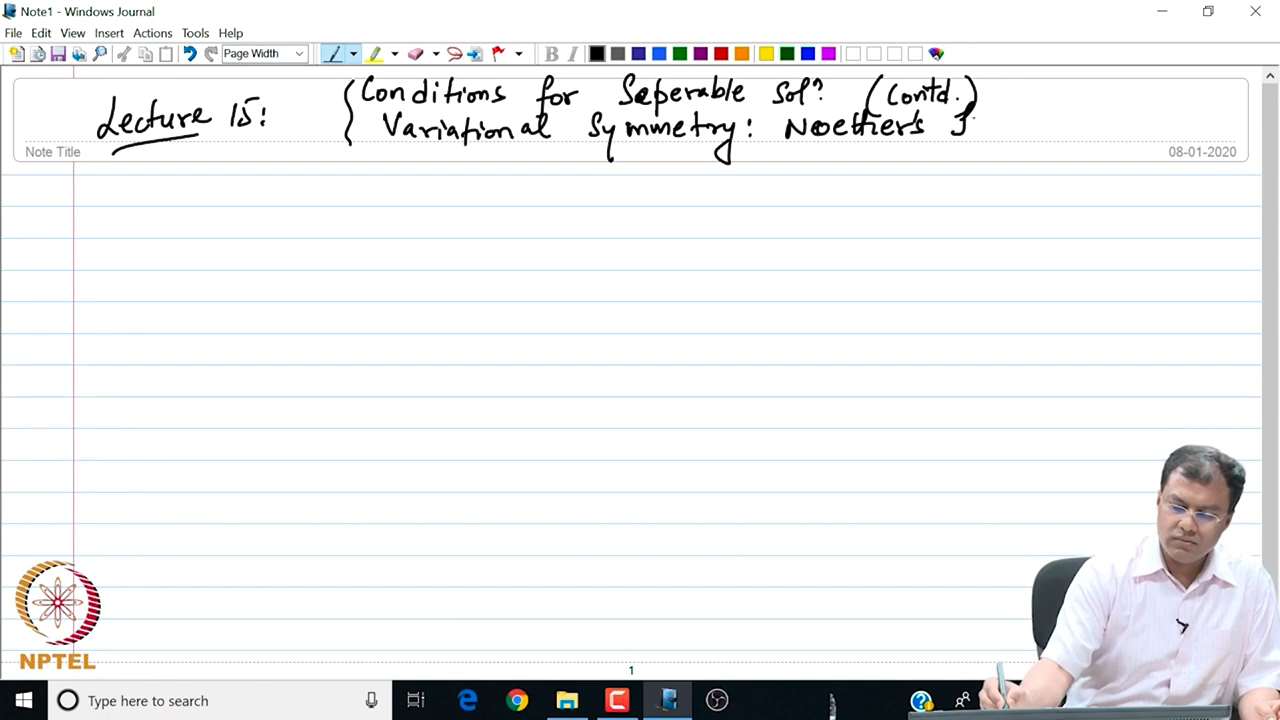 Note1 - Windows Journal
File Edit View Insert Actions Tools Help
Page Width
B I
Lecture 15:
Conditions for Seperable Solⁿ (Contd.)
Variational Symmetry: Noether's
Note Title
08-01-2020
NPTEL
1
Type here to search